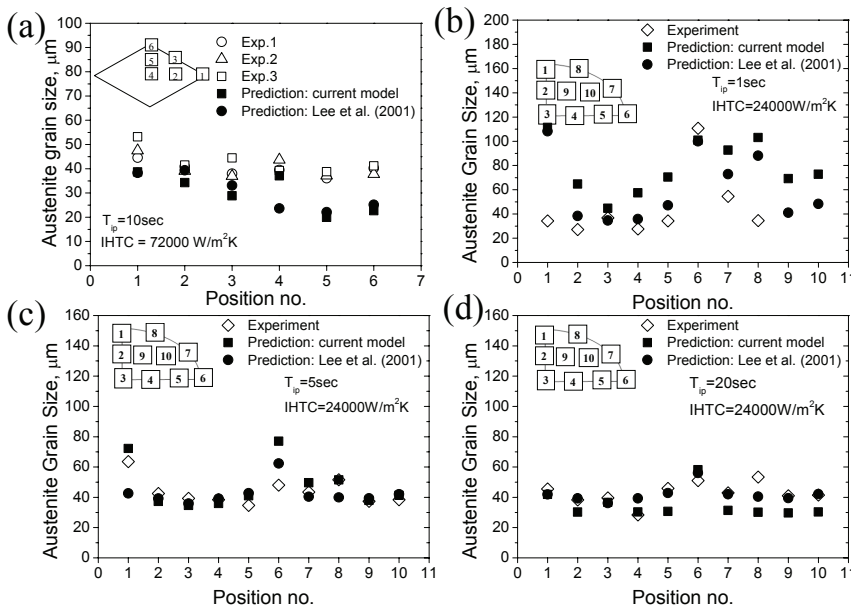 (a)
Austenite grain size, μm
100
90
80
70
60
50
40
30
20
10
0
6
5 3
4 2 1
Exp.1
Exp.2
Exp.3
Prediction: current model
Prediction: Lee et al. (2001)
T_ip=10sec
IHTC = 72000 W/m²K
0 1 2 3 4 5 6 7
Position no.
(b)
Austenite Grain Size, μm
200
180
160
140
120
100
80
60
40
20
0
1 8
2 9 10 7
3 4 5 6
Experiment
Prediction: current model
Prediction: Lee et al. (2001)
T_ip=1sec
IHTC=24000W/m²K
0 1 2 3 4 5 6 7 8 9 10 11
Position no.
(c)
Austenite Grain Size, μm
160
140
120
100
80
60
40
20
0
1 8
2 9 10 7
3 4 5 6
Experiment
Prediction: current model
Prediction: Lee et al. (2001)
T_ip=5sec
IHTC=24000W/m²K
0 1 2 3 4 5 6 7 8 9 10 11
Position no.
(d)
Austenite Grain Size, μm
160
140
120
100
80
60
40
20
0
1 8
2 9 10 7
3 4 5 6
Experiment
Prediction: current model
Prediction: Lee et al. (2001)
T_ip=20sec
IHTC=24000W/m²K
0 1 2 3 4 5 6 7 8 9 10 11
Position no.